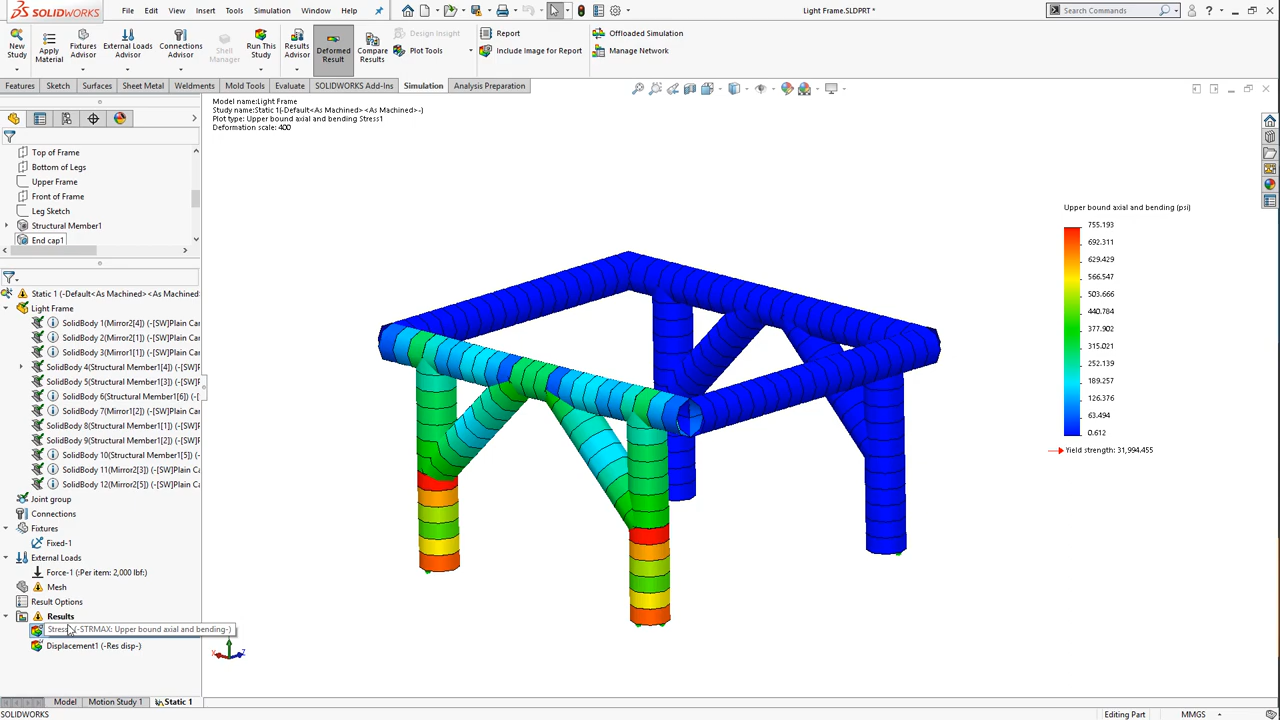 SOLIDWORKS
File Edit View Insert Tools Simulation Window Help
Light Frame.SLDPRT *
Search Commands
New Study
Apply Material
Fixtures Advisor
External Loads Advisor
Connections Advisor
Shell Manager
Run This Study
Results Advisor
Deformed Result
Compare Results
Design Insight
Plot Tools
Report
Include Image for Report
Offloaded Simulation
Manage Network
Features Sketch Surfaces Sheet Metal Weldments Mold Tools Evaluate SOLIDWORKS Add-Ins Simulation Analysis Preparation
Model name:Light Frame
Study name:Static 1(-Default<As Machined> <As Machined>-)
Plot type: Upper bound axial and bending Stress1
Deformation scale: 400
Top of Frame
Bottom of Legs
Upper Frame
Front of Frame
Leg Sketch
Structural Member1
End cap1
Static 1 (-Default<As Machined> <As Machined>
Light Frame
SolidBody 1(Mirror2[4]) (-[SW]Plain Car
SolidBody 2(Mirror2[1]) (-[SW]Plain Car
SolidBody 3(Mirror1[1]) (-[SW]Plain Car
SolidBody 4(Structural Member1[4]) (-[S
SolidBody 5(Structural Member1[3]) (-[S
SolidBody 6(Structural Member1[6]) (-[
SolidBody 7(Mirror1[2]) (-[SW]Plain Car
SolidBody 8(Structural Member1[1]) (-[S
SolidBody 9(Structural Member1[2]) (-[S
SolidBody 10(Structural Member1[5]) (-
SolidBody 11(Mirror2[3]) (-[SW]Plain Ca
SolidBody 12(Mirror2[5]) (-[SW]Plain Ca
Joint group
Connections
Fixtures
Fixed-1
External Loads
Force-1 (:Per item: 2,000 lbf:)
Mesh
Result Options
Results
Stress (-STRMAX: Upper bound axial and bending-)
Displacement1 (-Res disp-)
Upper bound axial and bending (psi)
755.193
692.311
629.429
566.547
503.666
440.784
377.902
315.020
252.139
189.257
126.376
63.494
0.612
Yield strength: 31,994.455
X
Z
Model Motion Study 1 Static 1
SOLIDWORKS
Editing Part
MMGS